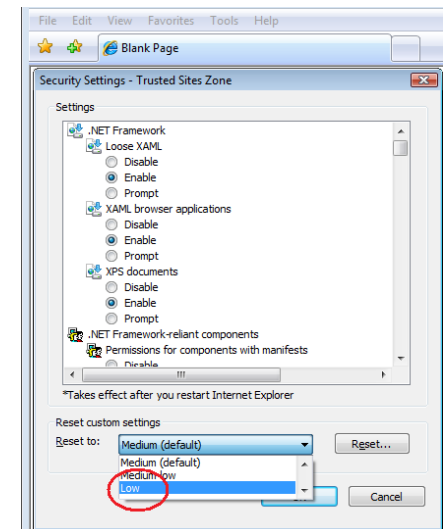 File Edit View Favorites Tools Help
Blank Page
Security Settings - Trusted Sites Zone
Settings
.NET Framework
Loose XAML
Disable
Enable
Prompt
XAML browser applications
Disable
Enable
Prompt
XPS documents
Disable
Enable
Prompt
.NET Framework-reliant components
Permissions for components with manifests
Disable
*Takes effect after you restart Internet Explorer
Reset custom settings
Reset to: Medium (default) Reset...
Medium (default)
Medium low
Low
Cancel